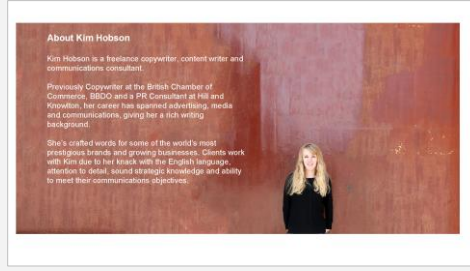 About Kim Hobson
Kim Hobson is a freelance copywriter, content writer and
communications consultant.
Previously Copywriter at the British Chamber of
Commerce, BBDO and a PR Consultant at Hill and
Knowlton, her career has spanned advertising, media
and communications, giving her a rich writing
background.
She's crafted words for some of the world's most
prestigious brands and growing businesses. Clients work
with Kim due to her knack with the English language,
attention to detail, sound strategic knowledge and ability
to meet their communications objectives.